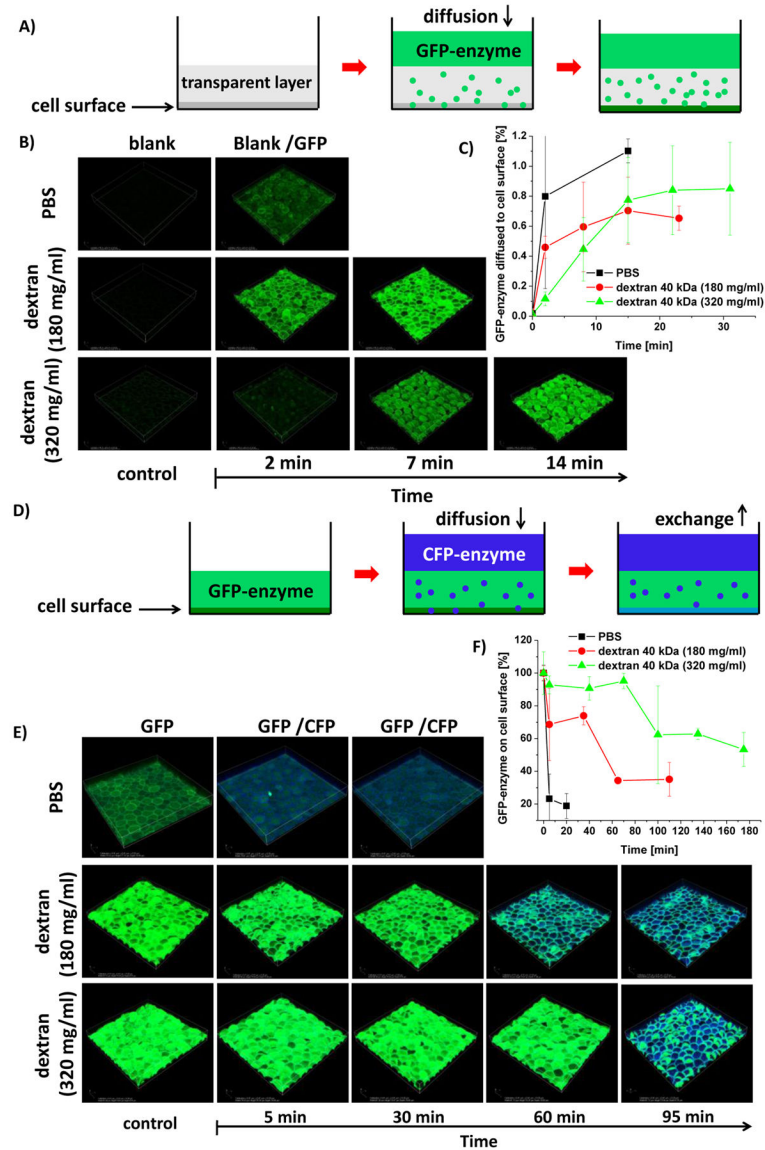 A)
diffusion
GFP-enzyme
transparent layer
cell surface
B)
blank
Blank /GFP
PBS
dextran
(180 mg/ml)
dextran
(320 mg/ml)
control
2 min
7 min
14 min
Time
C)
GFP-enzyme diffused to cell surface [%]
1.2
1.0
0.8
0.6
0.4
0.2
0.0
PBS
dextran 40 kDa (180 mg/ml)
dextran 40 kDa (320 mg/ml)
0
10
20
30
Time [min]
D)
diffusion
exchange
CFP-enzyme
GFP-enzyme
cell surface
E)
GFP
GFP /CFP
GFP /CFP
PBS
dextran
(180 mg/ml)
dextran
(320 mg/ml)
control
5 min
30 min
60 min
95 min
Time
F)
PBS
dextran 40 kDa (180 mg/ml)
dextran 40 kDa (320 mg/ml)
GFP-enzyme on cell surface [%]
120
100
80
60
40
20
0
0 20 40 60 80 100 120 140 160 180
Time [min]